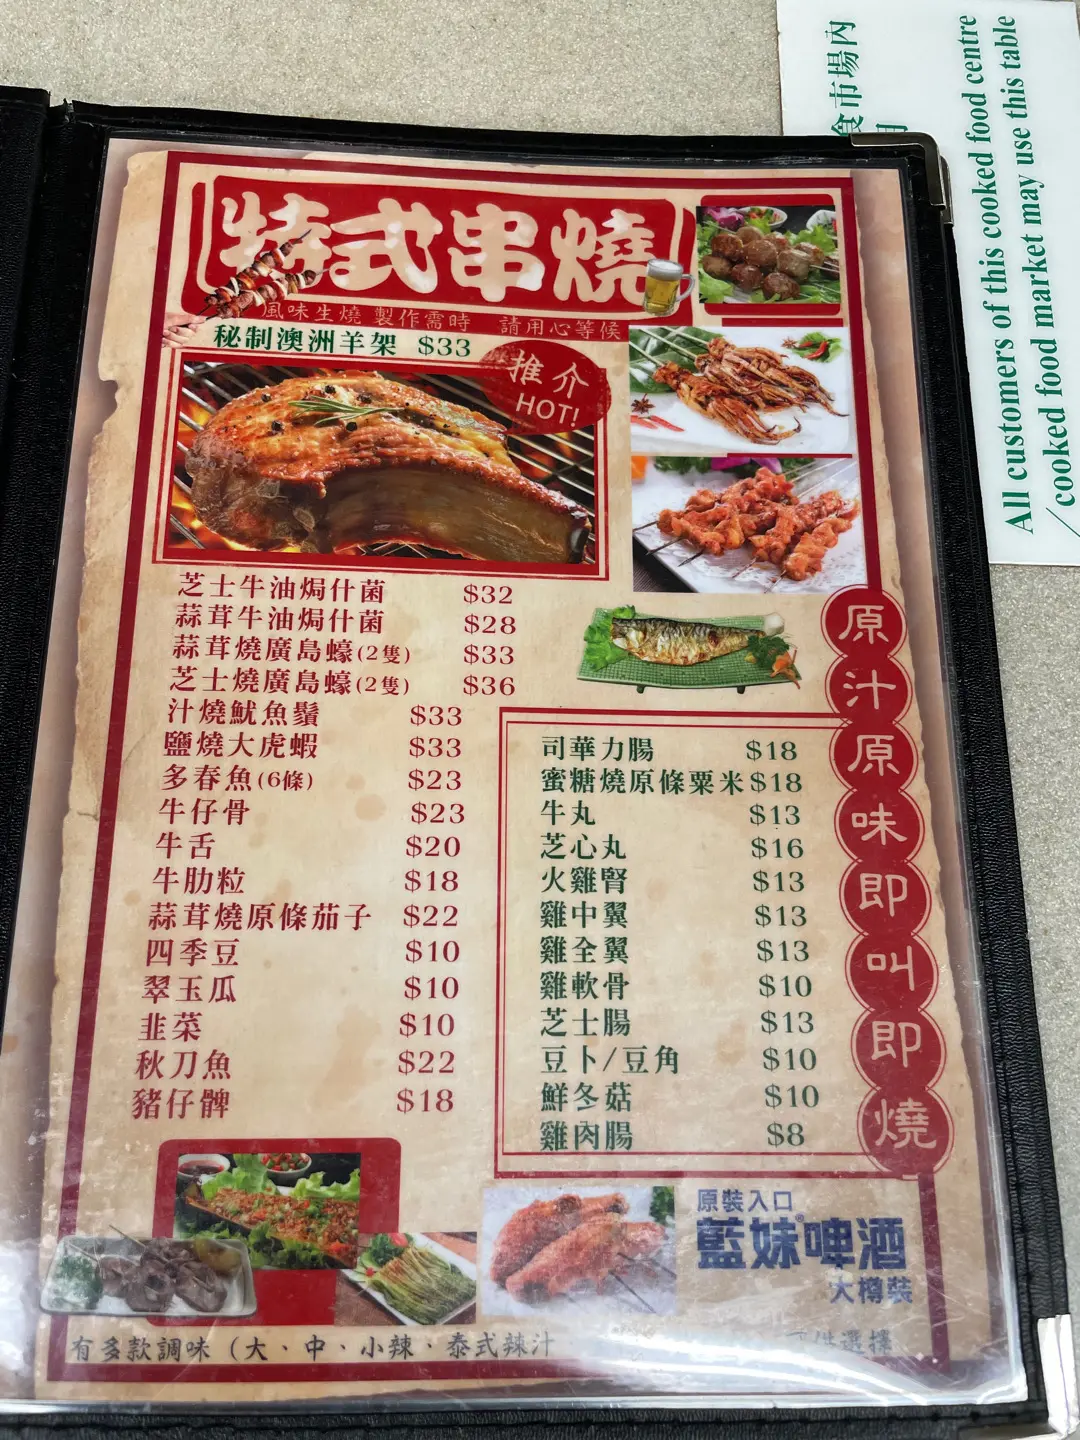 食市場內
All customers of this cooked food centre
/cooked food market may use this table
特式串燒
風味生燒 製作需時 請用心等候
秘制澳洲羊架 $33
推介
HOT!
芝士牛油焗什菌 $32
蒜茸牛油焗什菌 $28
蒜茸燒廣島蠔(2隻) $33
芝士燒廣島蠔(2隻) $36
汁燒魷魚鬚 $33
鹽燒大虎蝦 $33
多春魚(6條) $23
牛仔骨 $23
牛舌 $20
牛肋粒 $18
蒜茸燒原條茄子 $22
四季豆 $10
翠玉瓜 $10
韭菜 $10
秋刀魚 $22
豬仔髀 $18
司華力腸 $18
蜜糖燒原條粟米 $18
牛丸 $13
芝心丸 $16
火雞腎 $13
雞中翼 $13
雞全翼 $13
雞軟骨 $10
芝士腸 $13
豆卜/豆角 $10
鮮冬菇 $10
雞肉腸 $8
原汁原味即叫即燒
原裝入口
藍妹®啤酒
大樽裝
有多款調味（大、中、小辣、泰式辣汁
選擇